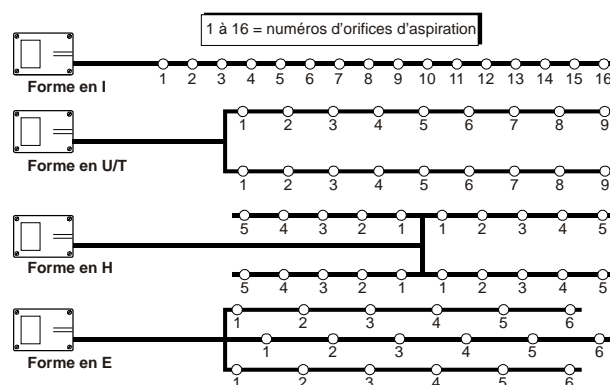 1 à 16 = numéros d'orifices d'aspiration
1 2 3 4 5 6 7 8 9 10 11 12 13 14 15 16
Forme en I
1 2 3 4 5 6 7 8 9
Forme en U/T
1 2 3 4 5 6 7 8 9
5 4 3 2 1 1 2 3 4 5
Forme en H
5 4 3 2 1 1 2 3 4 5
1 2 3 4 5 6
1 2 3 4 5 6
Forme en E
1 2 3 4 5 6